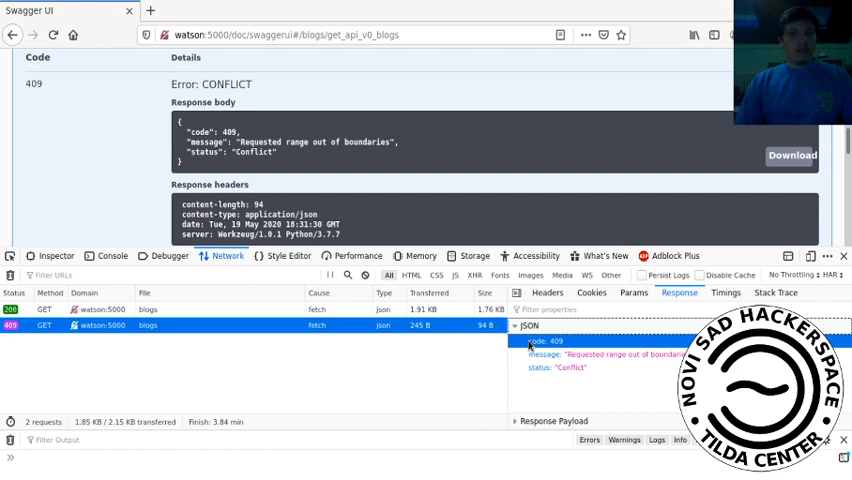 Swagger UI
watson:5000/doc/swaggerui#/blogs/get_api_v0_blogs
Code Details
409 Error: CONFLICT
Response body
{
"code": 409,
"message": "Requested range out of boundaries",
"status": "Conflict"
}
Download
Response headers
content-length: 94
content-type: application/json
date: Tue, 19 May 2020 18:31:30 GMT
server: Werkzeug/1.0.1 Python/3.7.7
Inspector Console Debugger Network Style Editor Performance Memory Storage Accessibility What's New Adblock Plus
Filter URLs All HTML CSS JS XHR Fonts Images Media WS Other Persist Logs Disable Cache No Throttling HAR
Status Method Domain File Cause Type Transferred Size Headers Cookies Params Response Timings Stack Trace
200 GET watson:5000 blogs fetch json 1.91 KB 1.76 KB
Filter properties
409 GET watson:5000 blogs fetch json 245 B 94 B
JSON
code: 409
message: "Requested range out of boundarie
status: "Conflict"
2 requests 1.85 KB / 2.15 KB transferred Finish: 3.84 min
Response Payload
Filter Output Errors Warnings Logs Info
NOVI SAD HACKERSPACE
TILDA CENTER